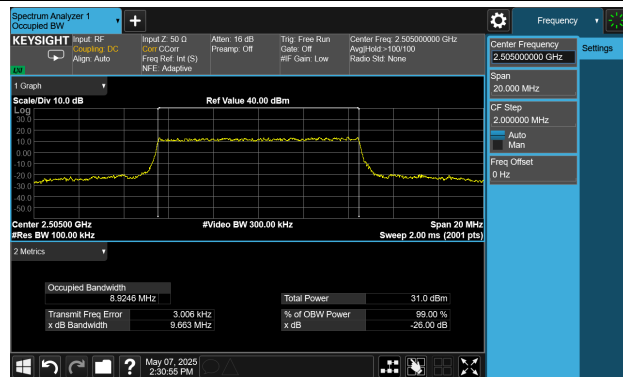 Spectrum Analyzer 1
Occupied BW
Frequency
KEYSIGHT
Input: RF
Coupling: DC
Align: Auto
Input Z: 50 Ω
Corr CCorr
Freq Ref: Int (S)
NFE: Adaptive
Atten: 16 dB
Preamp: Off
Trig: Free Run
Gate: Off
#IF Gain: Low
Center Freq: 2.505000000 GHz
Avg|Hold:>100/100
Radio Std: None
Center Frequency
2.505000000 GHz
Settings
Span
20.000 MHz
CF Step
2.000000 MHz
Auto
Man
Freq Offset
0 Hz
1 Graph
Scale/Div 10.0 dB
Ref Value 40.00 dBm
Log
30.0
20.0
10.0
0.00
-10.0
-20.0
-30.0
-40.0
-50.0
Center 2.50500 GHz
#Video BW 300.00 kHz
Span 20 MHz
#Res BW 100.00 kHz
Sweep 2.00 ms (2001 pts)
2 Metrics
Occupied Bandwidth
8.9246 MHz
Total Power
31.0 dBm
Transmit Freq Error
3.006 kHz
% of OBW Power
99.00 %
x dB Bandwidth
9.663 MHz
x dB
-26.00 dB
?
May 07, 2025
2:30:55 PM